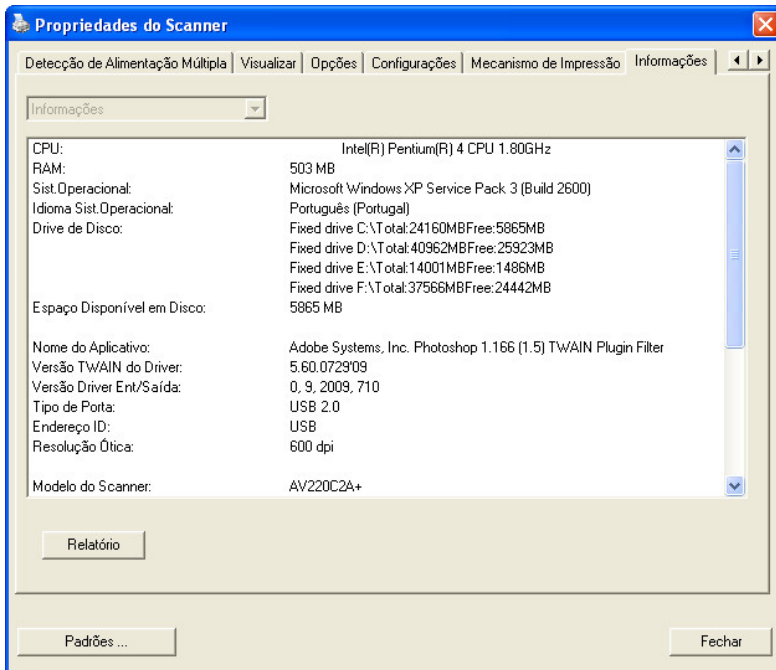 Propriedades do Scanner
Detecção de Alimentação Múltipla Visualizar Opções Configurações Mecanismo de Impressão Informações
Informações
CPU: Intel(R) Pentium(R) 4 CPU 1.80GHz
RAM: 503 MB
Sist.Operacional: Microsoft Windows XP Service Pack 3 (Build 2600)
Idioma Sist.Operacional: Português (Portugal)
Drive de Disco: Fixed drive C:\Total:24160MBFree:5865MB
Fixed drive D:\Total:40962MBFree:25923MB
Fixed drive E:\Total:14001MBFree:1486MB
Fixed drive F:\Total:37566MBFree:24442MB
Espaço Disponível em Disco: 5865 MB
Nome do Aplicativo: Adobe Systems, Inc. Photoshop 1.166 (1.5) TWAIN Plugin Filter
Versão TWAIN do Driver: 5.60.0729'09
Versão Driver Ent/Saída: 0, 9, 2009, 710
Tipo de Porta: USB 2.0
Endereço ID: USB
Resolução Ótica: 600 dpi
Modelo do Scanner: AV220C2A+
Relatório
Padrões ... Fechar